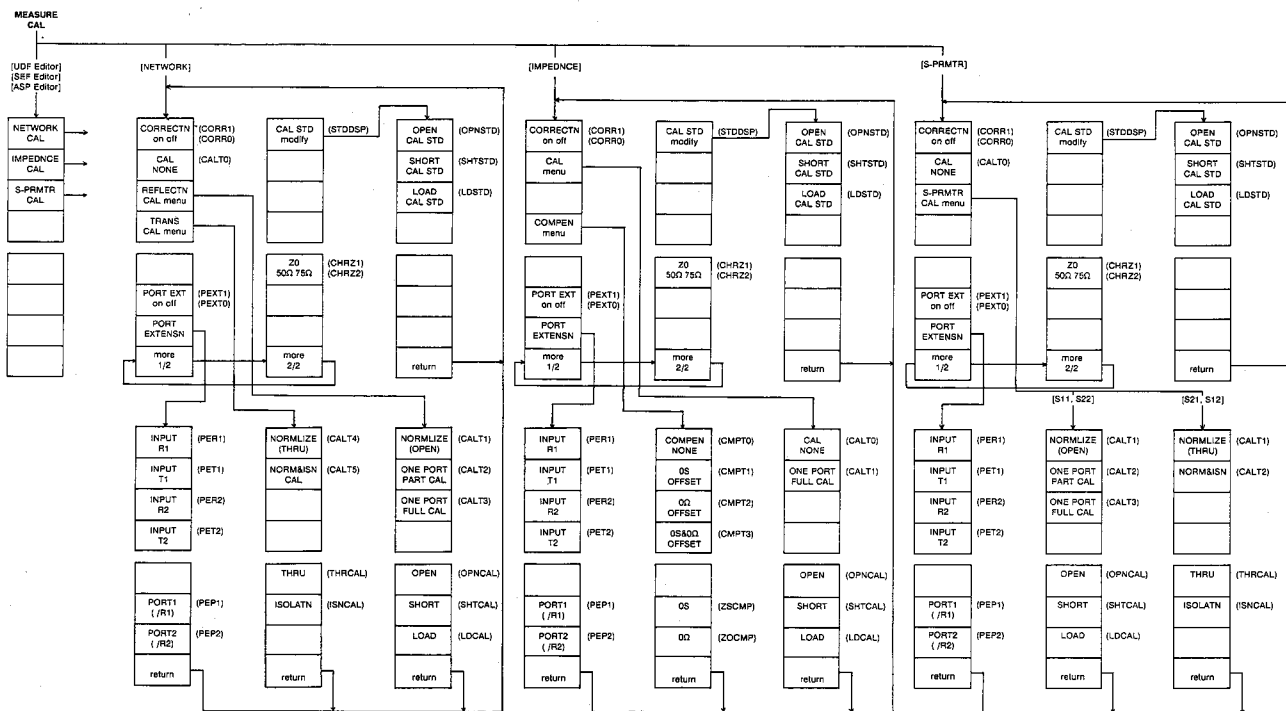 MEASURE
CAL
[UDF Editor]
[SEF Editor]
[ASP Editor]
NETWORK
CAL
IMPEDNCE
CAL
S-PRMTR
CAL
[NETWORK]
CORRECTN
on off
(CORR1)
(CORR0)
CAL
NONE
(CALT0)
REFLECTN
CAL menu
TRANS
CAL menu
PORT EXT
on off
(PEXT1)
(PEXT0)
PORT
EXTENSN
more
1/2
CAL STD
modify
(STDDSP)
Z0
50Ω 75Ω
(CHRZ1)
(CHRZ2)
more
2/2
OPEN
CAL STD
(OPNSTD)
SHORT
CAL STD
(SHTSTD)
LOAD
CAL STD
(LDSTD)
return
INPUT
R1
(PER1)
INPUT
T1
(PET1)
INPUT
R2
(PER2)
INPUT
T2
(PET2)
PORT1
( /R1)
(PEP1)
PORT2
( /R2)
(PEP2)
return
NORMLIZE
(THRU)
(CALT4)
NORM&ISN
CAL
(CALT5)
THRU
(THRCAL)
ISOLATN
(ISNCAL)
return
NORMLIZE
(OPEN)
(CALT1)
ONE PORT
PART CAL
(CALT2)
ONE PORT
FULL CAL
(CALT3)
OPEN
(OPNCAL)
SHORT
(SHTCAL)
LOAD
(LDCAL)
return
[IMPEDNCE]
CORRECTN
on off
(CORR1)
(CORR0)
CAL
menu
COMPEN
menu
PORT EXT
on off
(PEXT1)
(PEXT0)
PORT
EXTENSN
more
1/2
CAL STD
modify
(STDDSP)
Z0
50Ω 75Ω
(CHRZ1)
(CHRZ2)
more
2/2
OPEN
CAL STD
(OPNSTD)
SHORT
CAL STD
(SHTSTD)
LOAD
CAL STD
(LDSTD)
return
INPUT
R1
(PER1)
INPUT
T1
(PET1)
INPUT
R2
(PER2)
INPUT
T2
(PET2)
PORT1
( /R1)
(PEP1)
PORT2
( /R2)
(PEP2)
return
COMPEN
NONE
(CMPT0)
0S
OFFSET
(CMPT1)
0Ω
OFFSET
(CMPT2)
0S&0Ω
OFFSET
(CMPT3)
0S
(ZSCMP)
0Ω
(ZOCMP)
return
CAL
NONE
(CALT0)
ONE PORT
FULL CAL
(CALT1)
OPEN
(OPNCAL)
SHORT
(SHTCAL)
LOAD
(LDCAL)
return
[S-PRMTR]
CORRECTN
on off
(CORR1)
(CORR0)
CAL
NONE
(CALT0)
S-PRMTR
CAL menu
PORT EXT
on off
(PEXT1)
(PEXT0)
PORT
EXTENSN
more
1/2
CAL STD
modify
(STDDSP)
Z0
50Ω 75Ω
(CHRZ1)
(CHRZ2)
more
2/2
OPEN
CAL STD
(OPNSTD)
SHORT
CAL STD
(SHTSTD)
LOAD
CAL STD
(LDSTD)
return
INPUT
R1
(PER1)
INPUT
T1
(PET1)
INPUT
R2
(PER2)
INPUT
T2
(PET2)
PORT1
( /R1)
(PEP1)
PORT2
( /R2)
(PEP2)
return
[S11, S22]
NORMLIZE
(OPEN)
(CALT1)
ONE PORT
PART CAL
(CALT2)
ONE PORT
FULL CAL
(CALT3)
OPEN
(OPNCAL)
SHORT
(SHTCAL)
LOAD
(LDCAL)
return
[S21, S12]
NORMLIZE
(THRU)
(CALT1)
NORM&ISN
(CALT2)
THRU
(THRCAL)
ISOLATN
(ISNCAL)
return